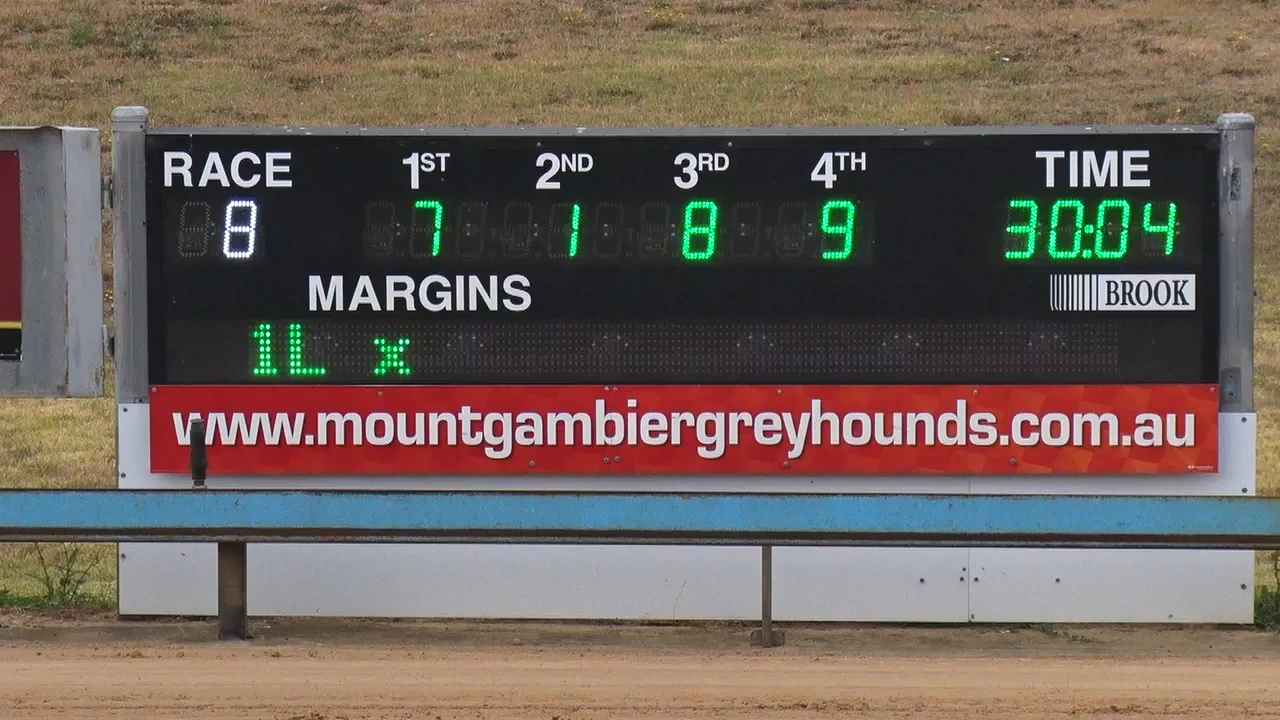 RACE 1ST 2ND 3RD 4TH TIME
8 7 1 8 9 30:04
MARGINS
BROOK
1L x
www.mountgambiergreyhounds.com.au